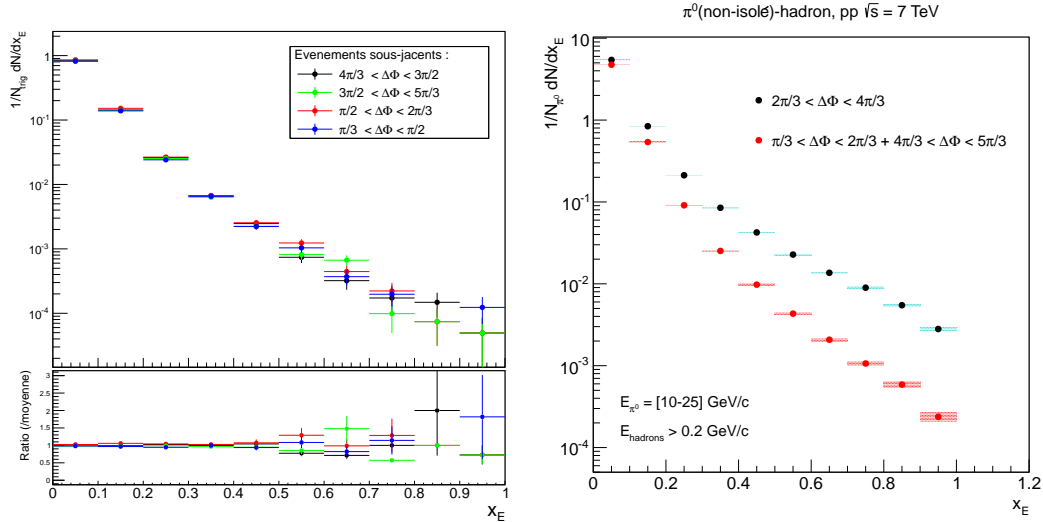 1/N_trig dN/dx_E
1
10^-1
10^-2
10^-3
10^-4
Evenements sous-jacents :
4π/3 < ΔΦ < 3π/2
3π/2 < ΔΦ < 5π/3
π/2 < ΔΦ < 2π/3
π/3 < ΔΦ < π/2
Ratio (/moyenne)
3
2.5
2
1.5
1
0.5
0
0 0.1 0.2 0.3 0.4 0.5 0.6 0.7 0.8 0.9 1
x_E
π^0(non-isolé)-hadron, pp √s = 7 TeV
1/N_π^0 dN/dx_E
10
1
10^-1
10^-2
10^-3
10^-4
2π/3 < ΔΦ < 4π/3
π/3 < ΔΦ < 2π/3 + 4π/3 < ΔΦ < 5π/3
E_π^0 = [10-25] GeV/c
E_hadrons > 0.2 GeV/c
0 0.2 0.4 0.6 0.8 1 1.2
x_E